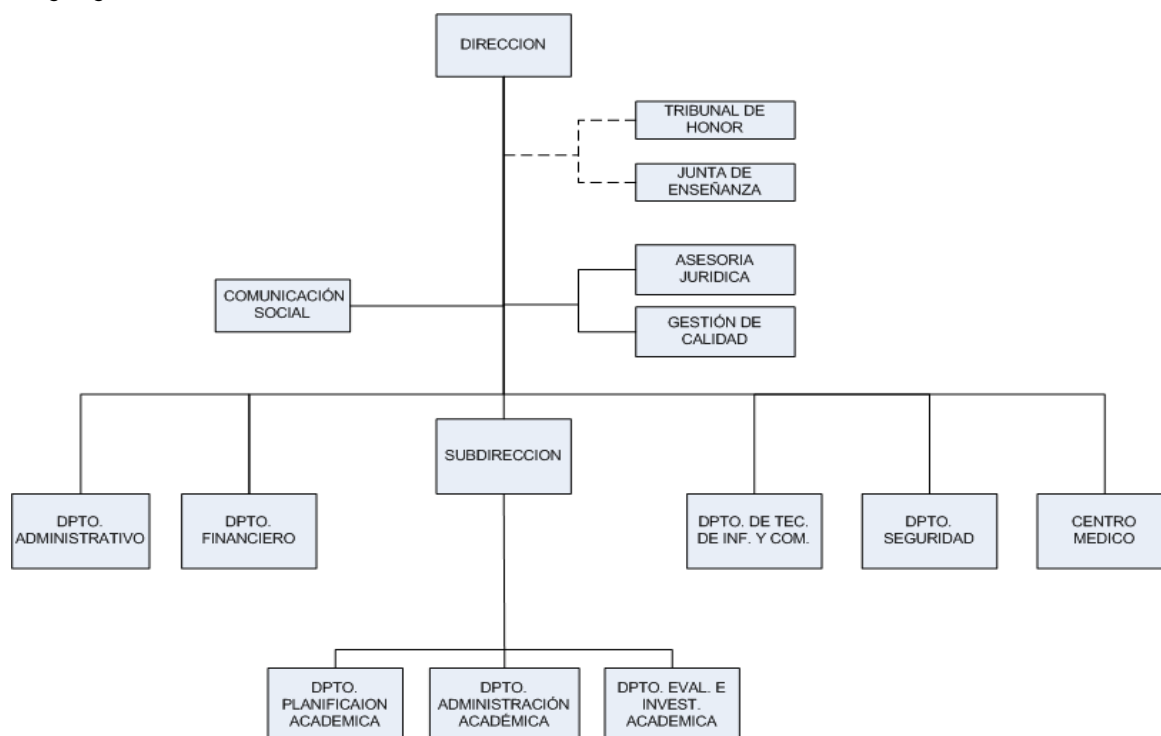 DIRECCION
TRIBUNAL DE
HONOR
JUNTA DE
ENSEÑANZA
ASESORIA
JURIDICA
COMUNICACIÓN
SOCIAL
GESTIÓN DE
CALIDAD
SUBDIRECCION
DPTO.
ADMINISTRATIVO
DPTO.
FINANCIERO
DPTO. DE TEC.
DE INF. Y COM.
DPTO.
SEGURIDAD
CENTRO
MEDICO
DPTO.
PLANIFICAION
ACADEMICA
DPTO.
ADMINISTRACIÓN
ACADÉMICA
DPTO. EVAL. E
INVEST.
ACADEMICA